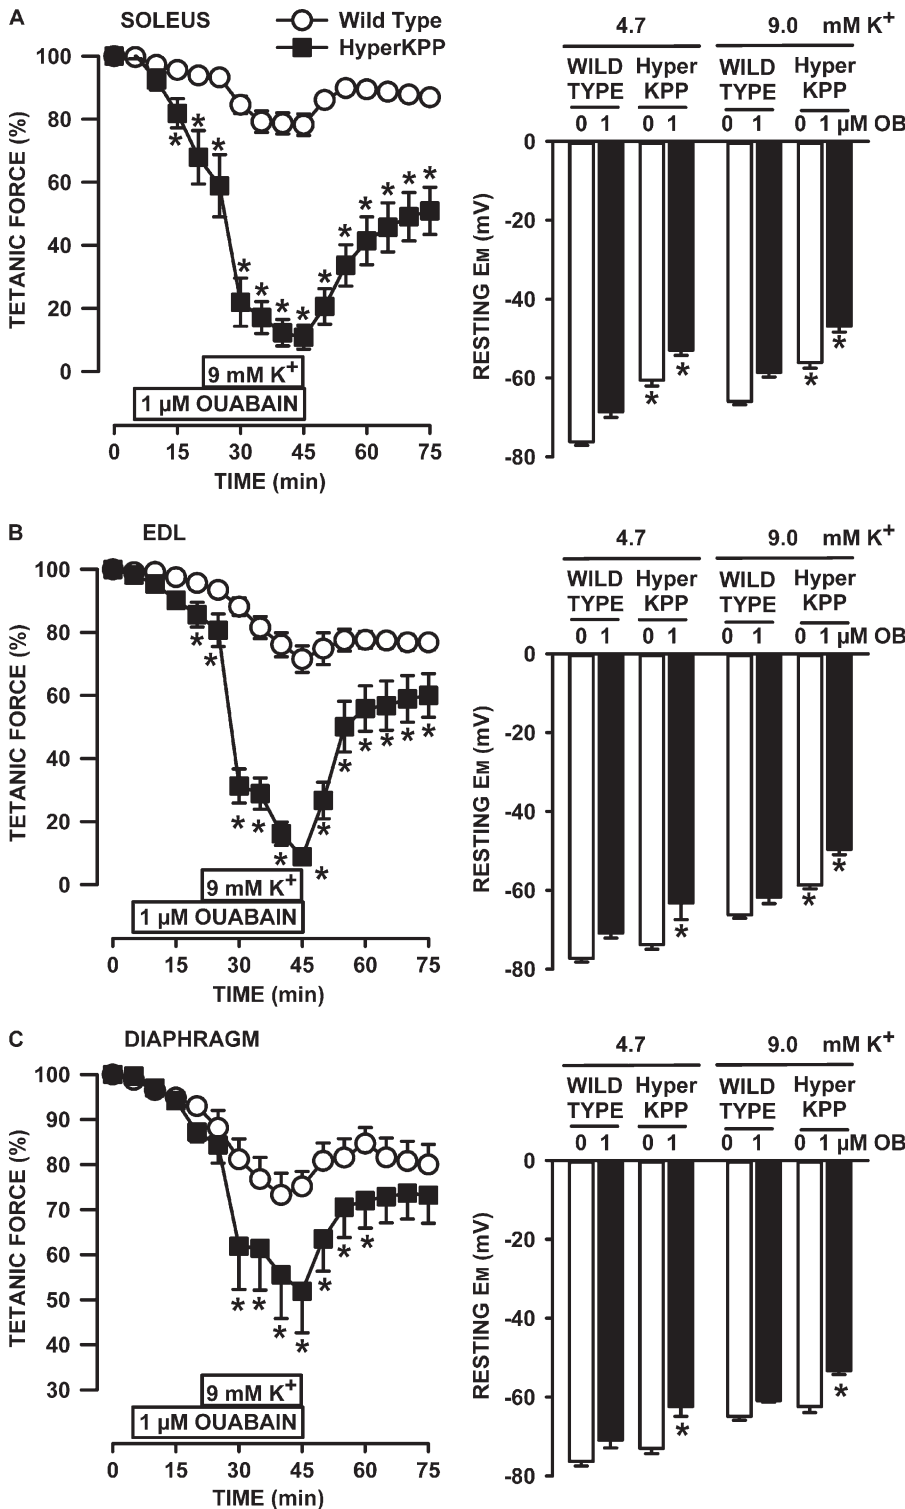 A SOLEUS
Wild Type
HyperKPP
TETANIC FORCE (%)
100
80
60
40
20
0
* * * * * * * * * * * * *
9 mM K+
1 µM OUABAIN
0 15 30 45 60 75
TIME (min)
4.7 9.0 mM K+
WILD TYPE Hyper KPP WILD TYPE Hyper KPP
0 1 0 1 0 1 0 1 µM OB
RESTING EM (mV)
0
-20
-40
-60
-80
* * * *
B EDL
TETANIC FORCE (%)
100
80
60
40
20
0
* * * * * * * * * * * *
9 mM K+
1 µM OUABAIN
0 15 30 45 60 75
TIME (min)
4.7 9.0 mM K+
WILD TYPE Hyper KPP WILD TYPE Hyper KPP
0 1 0 1 0 1 0 1 µM OB
RESTING EM (mV)
0
-20
-40
-60
-80
* * *
C DIAPHRAGM
TETANIC FORCE (%)
100
90
80
70
60
50
40
30
* * * * * * *
9 mM K+
1 µM OUABAIN
0 15 30 45 60 75
TIME (min)
4.7 9.0 mM K+
WILD TYPE Hyper KPP WILD TYPE Hyper KPP
0 1 0 1 0 1 0 1 µM OB
RESTING EM (mV)
0
-20
-40
-60
-80
* *